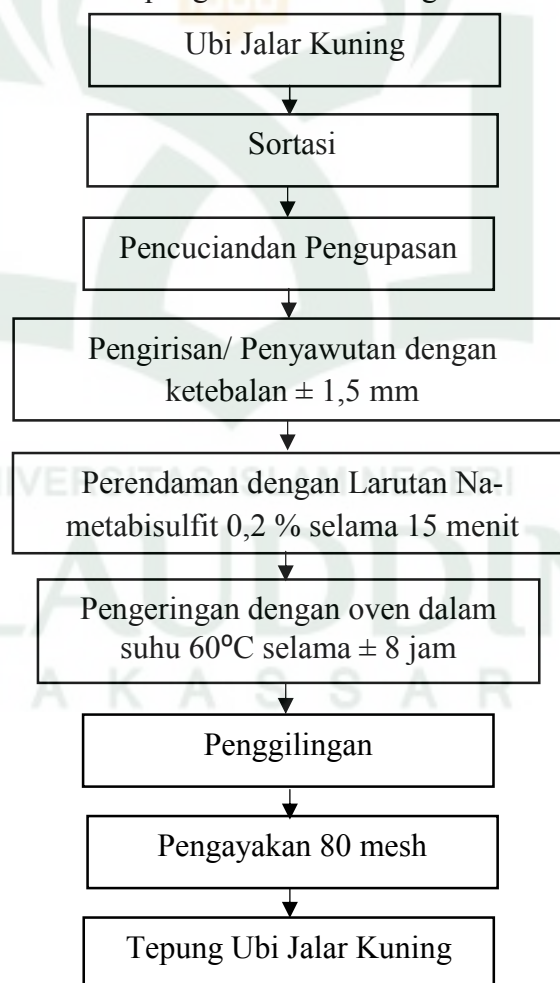 Ubi Jalar Kuning
Sortasi
Pencuciandan Pengupasan
Pengirisan/ Penyawutan dengan
ketebalan ± 1,5 mm
Perendaman dengan Larutan Na-
metabisulfit 0,2 % selama 15 menit
Pengeringan dengan oven dalam
suhu 60°C selama ± 8 jam
Penggilingan
Pengayakan 80 mesh
Tepung Ubi Jalar Kuning